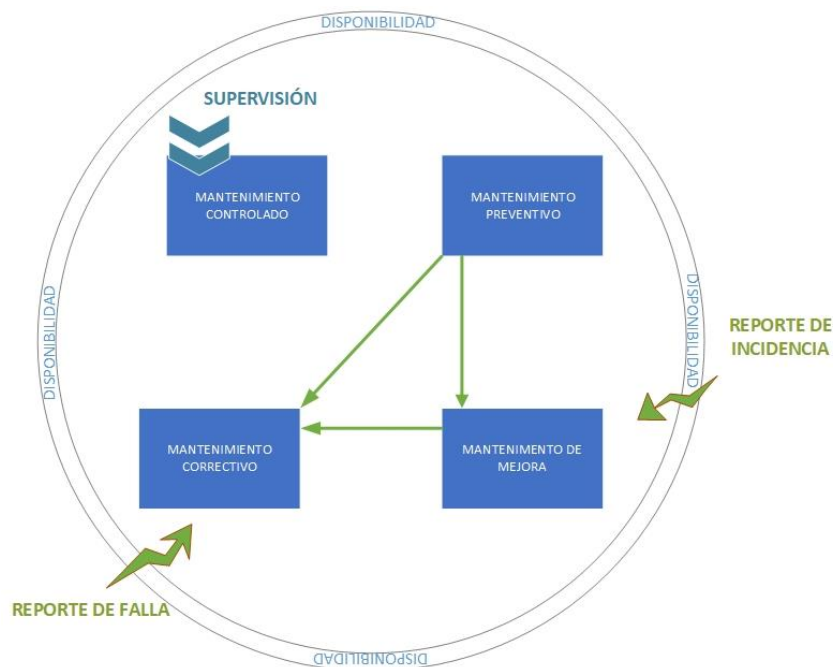 DISPONIBILIDAD
SUPERVISIÓN
MANTENIMIENTO
CONTROLADO
MANTENIMIENTO
PREVENTIVO
DISPONIBILIDAD
DISPONIBILIDAD
REPORTE DE
INCIDENCIA
MANTENIMIENTO
CORRECTIVO
MANTENIMENTO DE
MEJORA
REPORTE DE FALLA
DISPONIBILIDAD